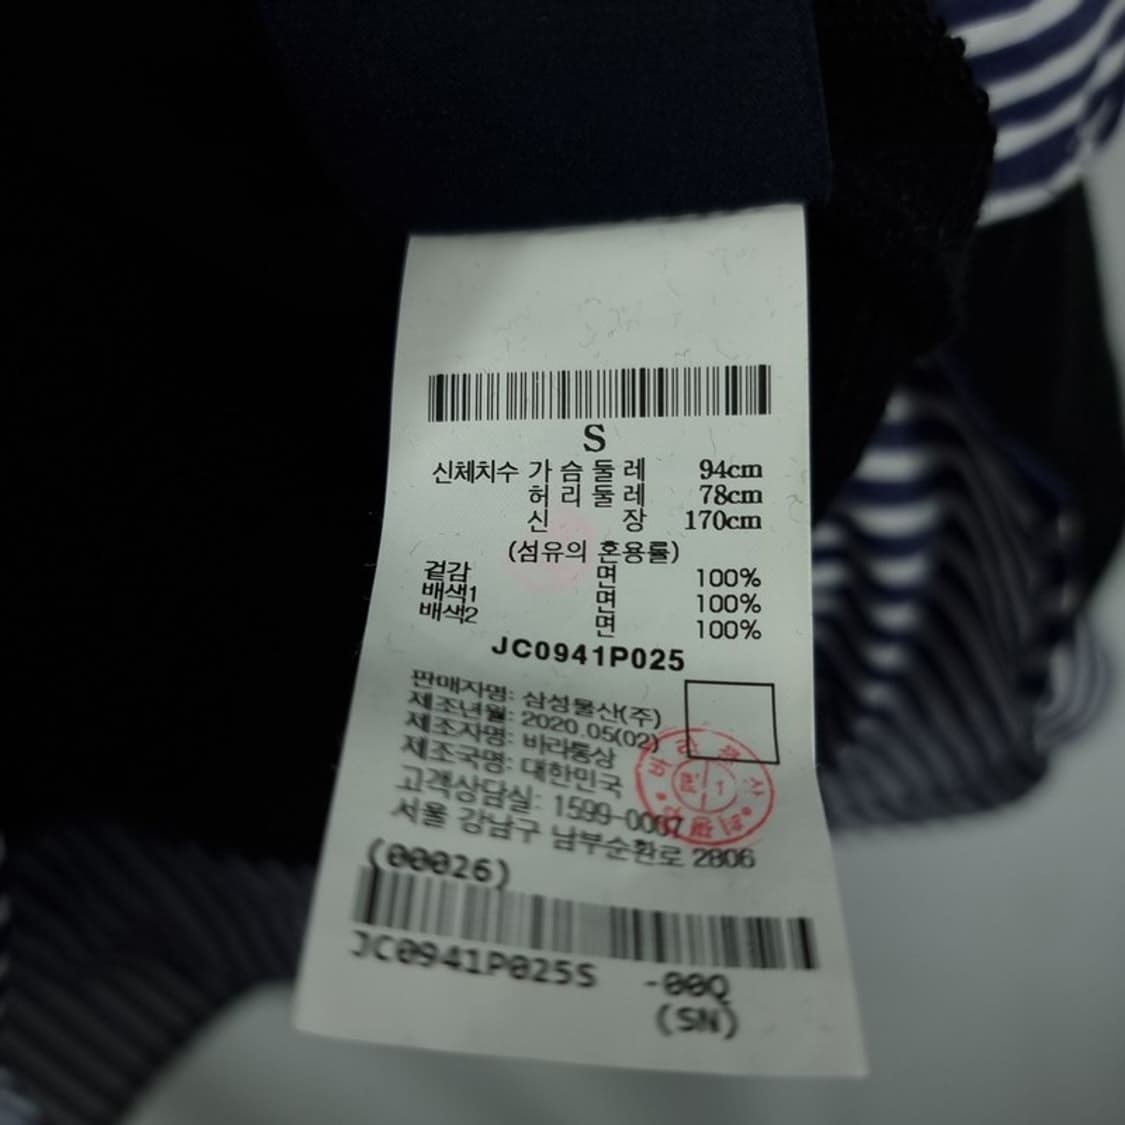 S
신체치수 가슴둘레 94cm
허리둘레 78cm
신 장 170cm
(섬유의 혼용률)
겉감 면 100%
배색1 면 100%
배색2 면 100%
JC0941P025
판매자명: 삼성물산(주)
제조년월: 2020.05(02)
제조자명: 바라통상
제조국명: 대한민국
고객상담실: 1599-0007
서울 강남구 남부순환로 2806
(00026)
JC0941P025S -00Q
(SN)